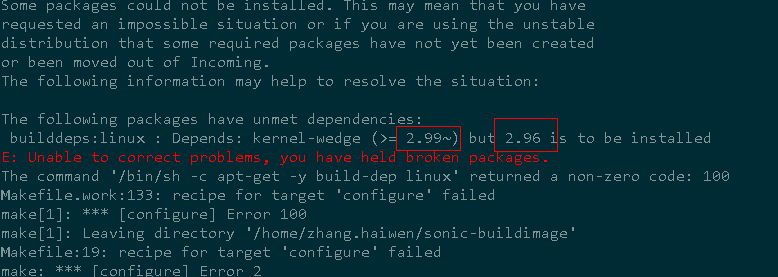 Some packages could not be installed. This may mean that you have
requested an impossible situation or if you are using the unstable
distribution that some required packages have not yet been created
or been moved out of Incoming.
The following information may help to resolve the situation:
The following packages have unmet dependencies:
builddeps:linux : Depends: kernel-wedge (>= 2.99~) but 2.96 is to be installed
E: Unable to correct problems, you have held broken packages.
The command '/bin/sh -c apt-get -y build-dep linux' returned a non-zero code: 100
Makefile.work:133: recipe for target 'configure' failed
make[1]: *** [configure] Error 100
make[1]: Leaving directory '/home/zhang.haiwen/sonic-buildimage'
Makefile:19: recipe for target 'configure' failed
make: *** [configure] Error 2